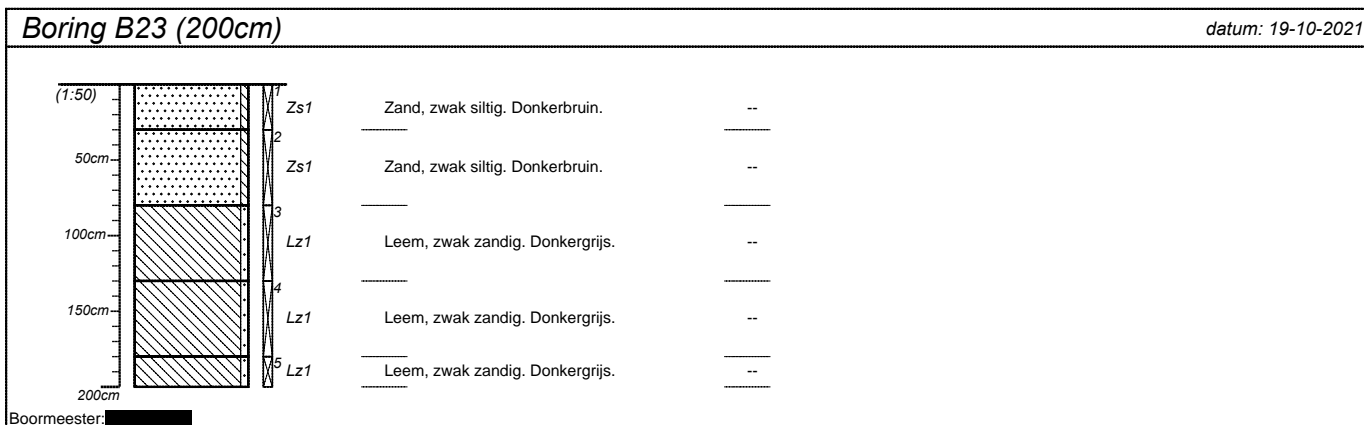 Boring B23 (200cm) datum: 19-10-2021
(1:50) 1
Zs1 Zand, zwak siltig. Donkerbruin. --
2
50cm Zs1 Zand, zwak siltig. Donkerbruin. --
3
100cm Lz1 Leem, zwak zandig. Donkergrijs. --
4
150cm Lz1 Leem, zwak zandig. Donkergrijs. --
5 Lz1 Leem, zwak zandig. Donkergrijs. --
200cm
Boormeester: